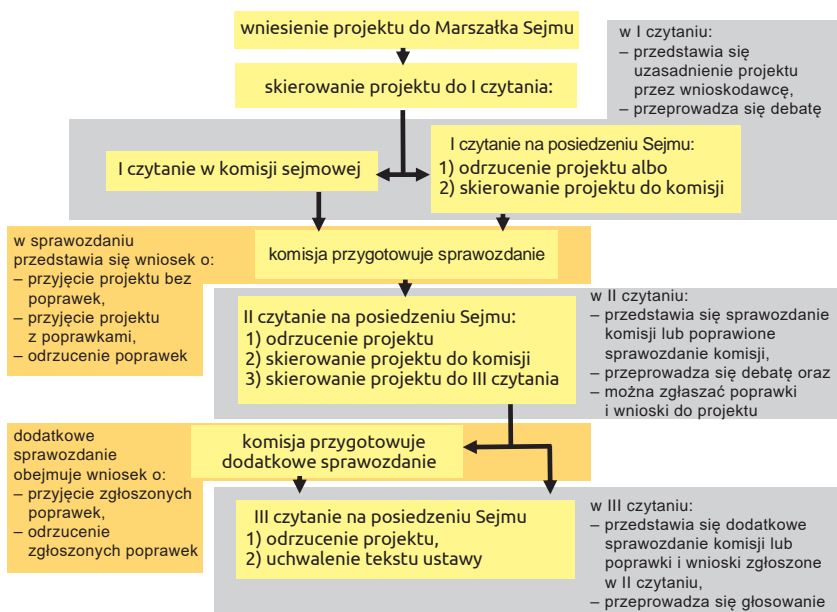 wniesienie projektu do Marszałka Sejmu
skierowanie projektu do I czytania:
w I czytaniu:
– przedstawia się
uzasadnienie projektu
przez wnioskodawcę,
– przeprowadza się debatę
I czytanie w komisji sejmowej
I czytanie na posiedzeniu Sejmu:
1) odrzucenie projektu albo
2) skierowanie projektu do komisji
w sprawozdaniu
przedstawia się wniosek o:
– przyjęcie projektu bez
poprawek,
– przyjęcie projektu
z poprawkami,
– odrzucenie poprawek
komisja przygotowuje sprawozdanie
II czytanie na posiedzeniu Sejmu:
1) odrzucenie projektu
2) skierowanie projektu do komisji
3) skierowanie projektu do III czytania
w II czytaniu:
– przedstawia się sprawozdanie
komisji lub poprawione
sprawozdanie komisji,
– przeprowadza się debatę oraz
– można zgłaszać poprawki
i wnioski do projektu
dodatkowe
sprawozdanie
obejmuje wniosek o:
– przyjęcie zgłoszonych
poprawek,
– odrzucenie
zgłoszonych poprawek
komisja przygotowuje
dodatkowe sprawozdanie
III czytanie na posiedzeniu Sejmu
1) odrzucenie projektu,
2) uchwalenie tekstu ustawy
w III czytaniu:
– przedstawia się dodatkowe
sprawozdanie komisji lub
poprawki i wnioski zgłoszone
w II czytaniu,
– przeprowadza się głosowanie